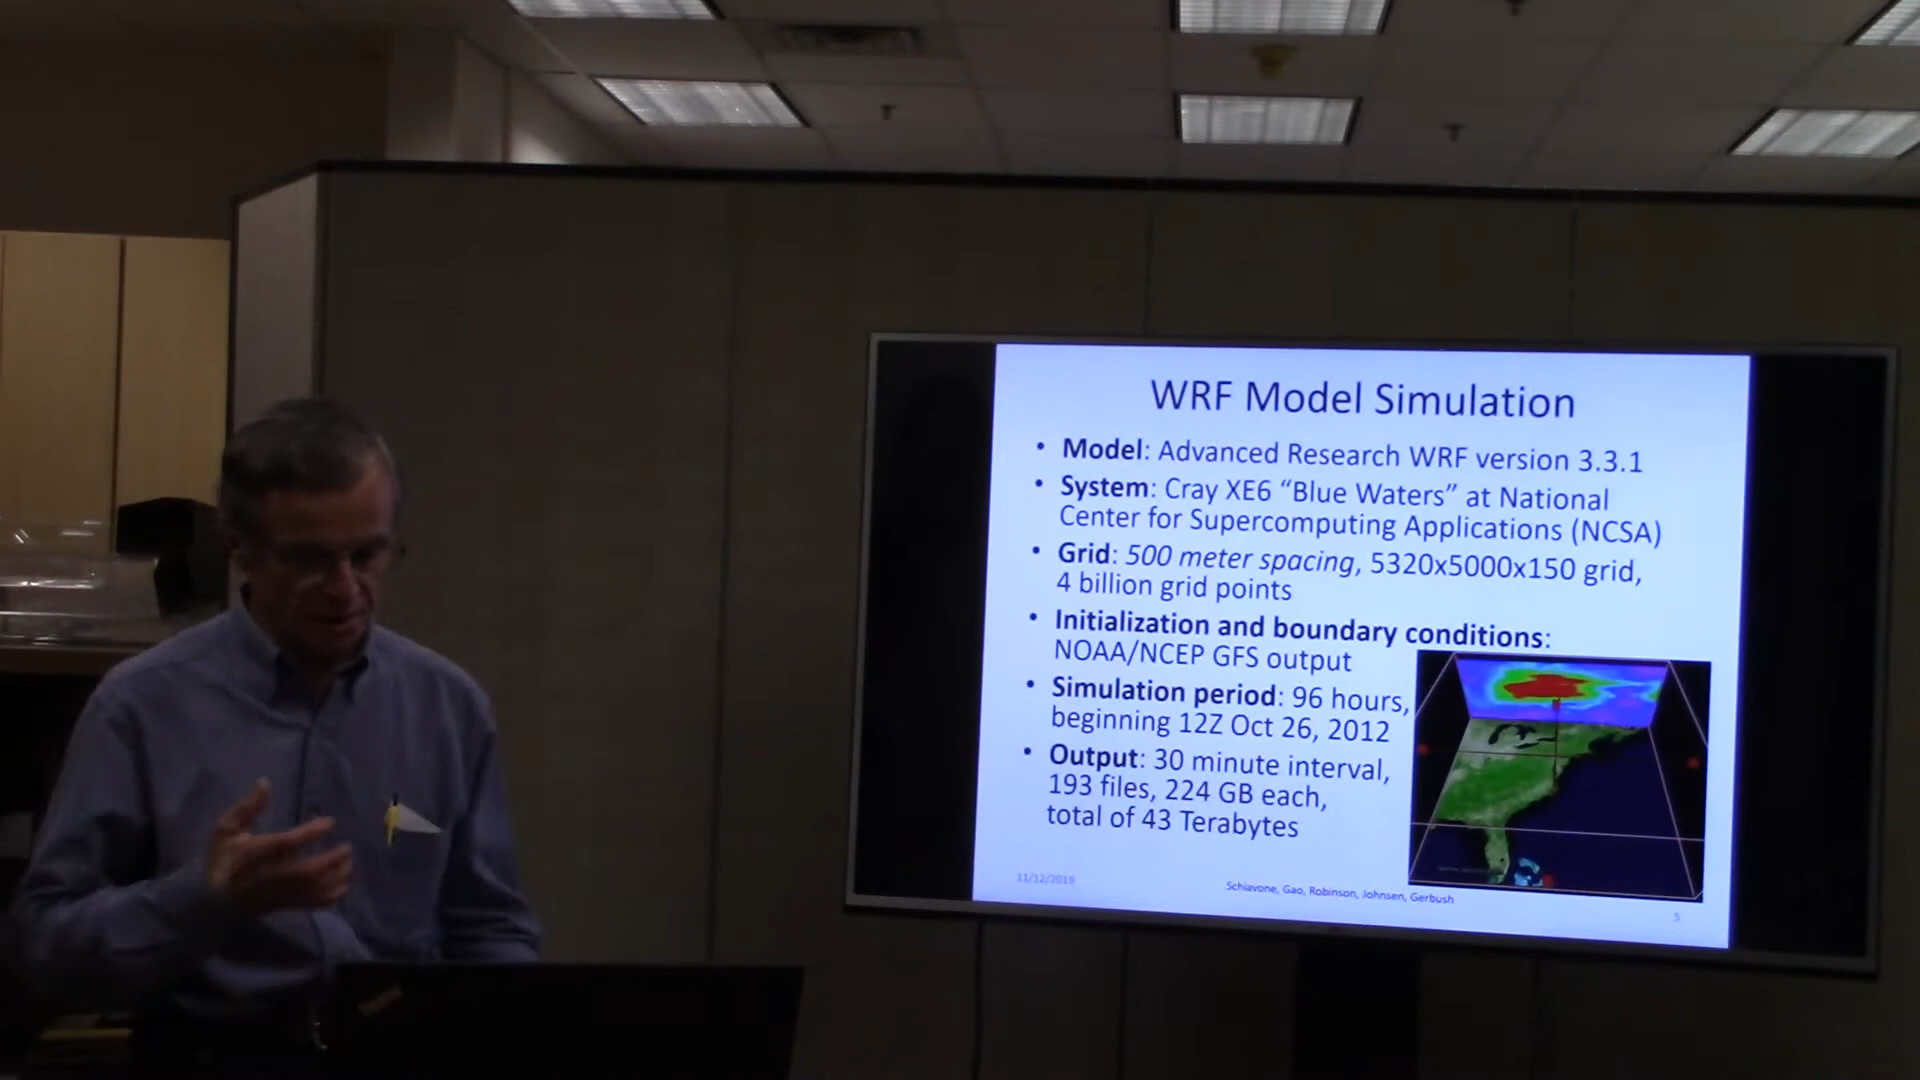 WRF Model Simulation
• Model: Advanced Research WRF version 3.3.1
• System: Cray XE6 “Blue Waters” at National
Center for Supercomputing Applications (NCSA)
• Grid: 500 meter spacing, 5320x5000x150 grid,
4 billion grid points
• Initialization and boundary conditions:
NOAA/NCEP GFS output
• Simulation period: 96 hours,
beginning 12Z Oct 26, 2012
• Output: 30 minute interval,
193 files, 224 GB each,
total of 43 Terabytes
11/12/2019
Schiavone, Gao, Robinson, Johnsen, Gerbush
5